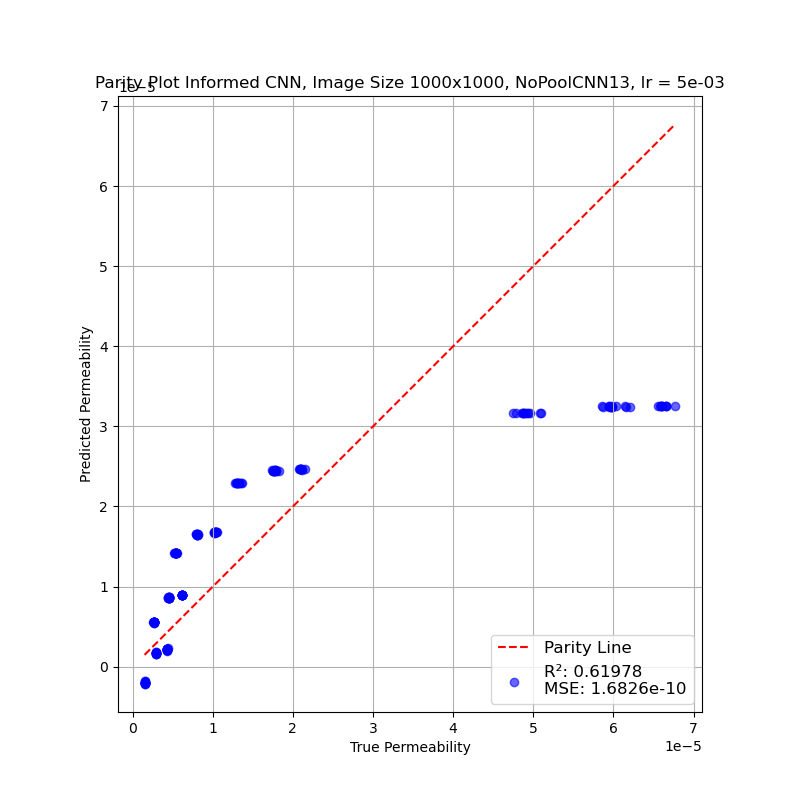 Parity Plot Informed CNN, Image Size 1000x1000, NoPoolCNN13, lr = 5e-03
1e−5
7
6
5
4
3
2
1
0
Predicted Permeability
Parity Line
R²: 0.61978
MSE: 1.6826e-10
0 1 2 3 4 5 6 7
True Permeability
1e−5